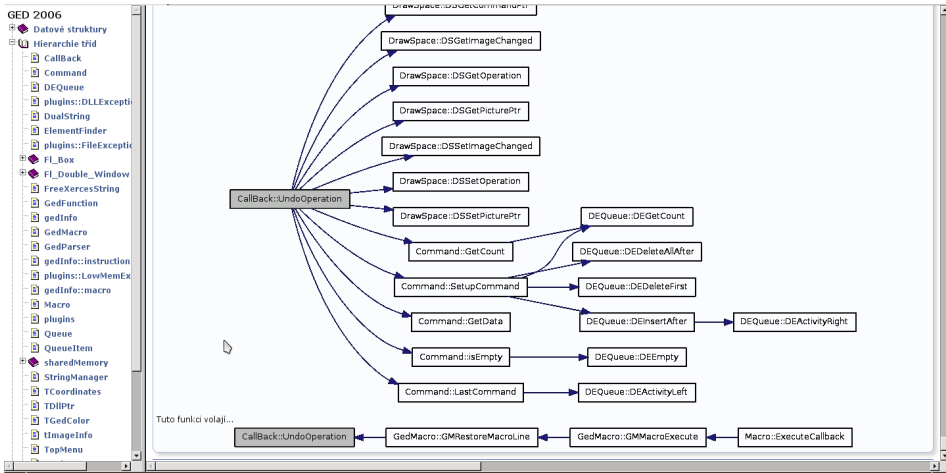 GED 2006
Datové struktury
Hierarchie tříd
CallBack
Command
DEQueue
plugins::DLLExcepti
DualString
ElementFinder
plugins::FileExceptic
Fl_Box
Fl_Double_Window
FreeXercesString
GedFunction
gedInfo
GedMacro
GedParser
gedInfo::instruction
plugins::LowMemEx
gedInfo::macro
Macro
plugins
Queue
QueueItem
sharedMemory
StringManager
TCoordinates
TDllPtr
TGedColor
tImageInfo
TopMenu
DrawSpace::DSGetCommandPtr
DrawSpace::DSGetImageChanged
DrawSpace::DSGetOperation
DrawSpace::DSGetPicturePtr
DrawSpace::DSSetImageChanged
DrawSpace::DSSetOperation
CallBack::UndoOperation
DrawSpace::DSSetPicturePtr
DEQueue::DEGetCount
Command::GetCount
DEQueue::DEDeleteAllAfter
Command::SetupCommand
DEQueue::DEDeleteFirst
Command::GetData
DEQueue::DEInsertAfter
DEQueue::DEActivityRight
Command::isEmpty
DEQueue::DEEmpty
Command::LastCommand
DEQueue::DEActivityLeft
Tuto funkci volají...
CallBack::UndoOperation
GedMacro::GMRestoreMacroLine
GedMacro::GMMacroExecute
Macro::ExecuteCallback